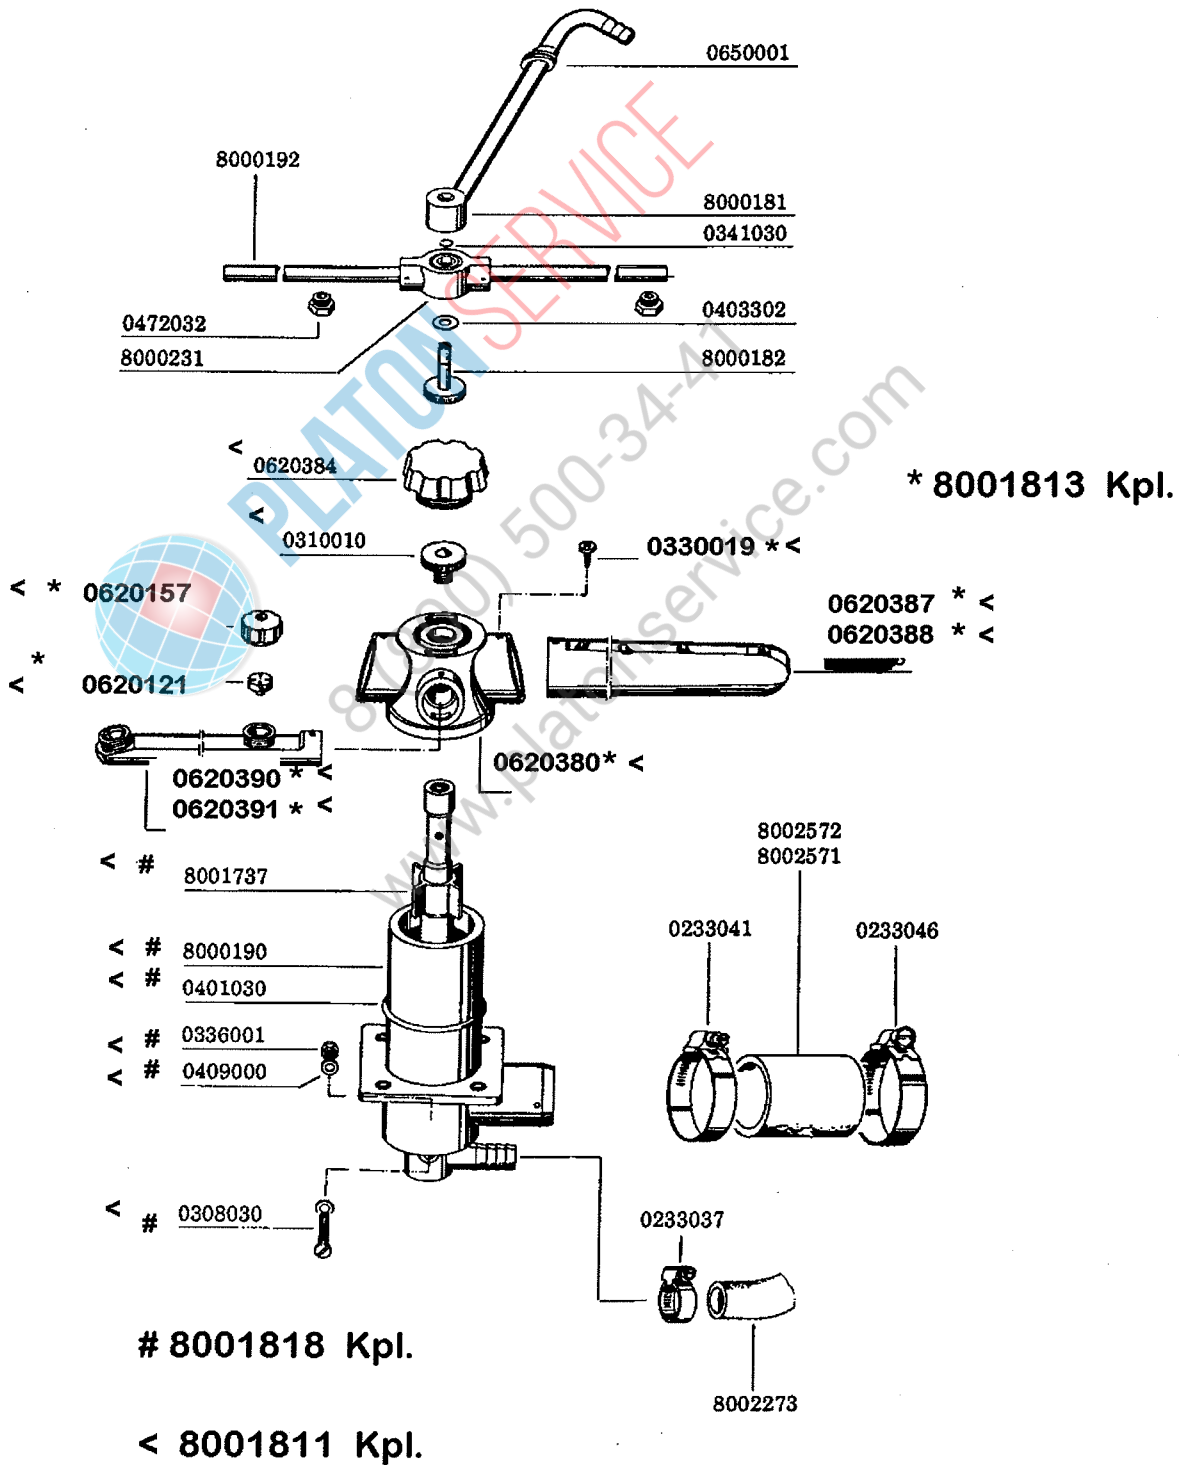 0650001
8000192
8000181
0341030
0472032
0403302
8000231
8000182
< 0620384
* 8001813 Kpl.
< 0310010
0330019 * <
< * 0620157
0620387 * <
0620388 * <
< * 0620121
0620380 * <
0620390 * <
0620391 * <
8002572
8002571
< # 8001737
0233041
0233046
< # 8000190
< # 0401030
< # 0336001
< # 0409000
< # 0308030
0233037
# 8001818 Kpl.
8002273
< 8001811 Kpl.
PLATON SERVICE
8(800) 500-34-41
www.platonservice.com